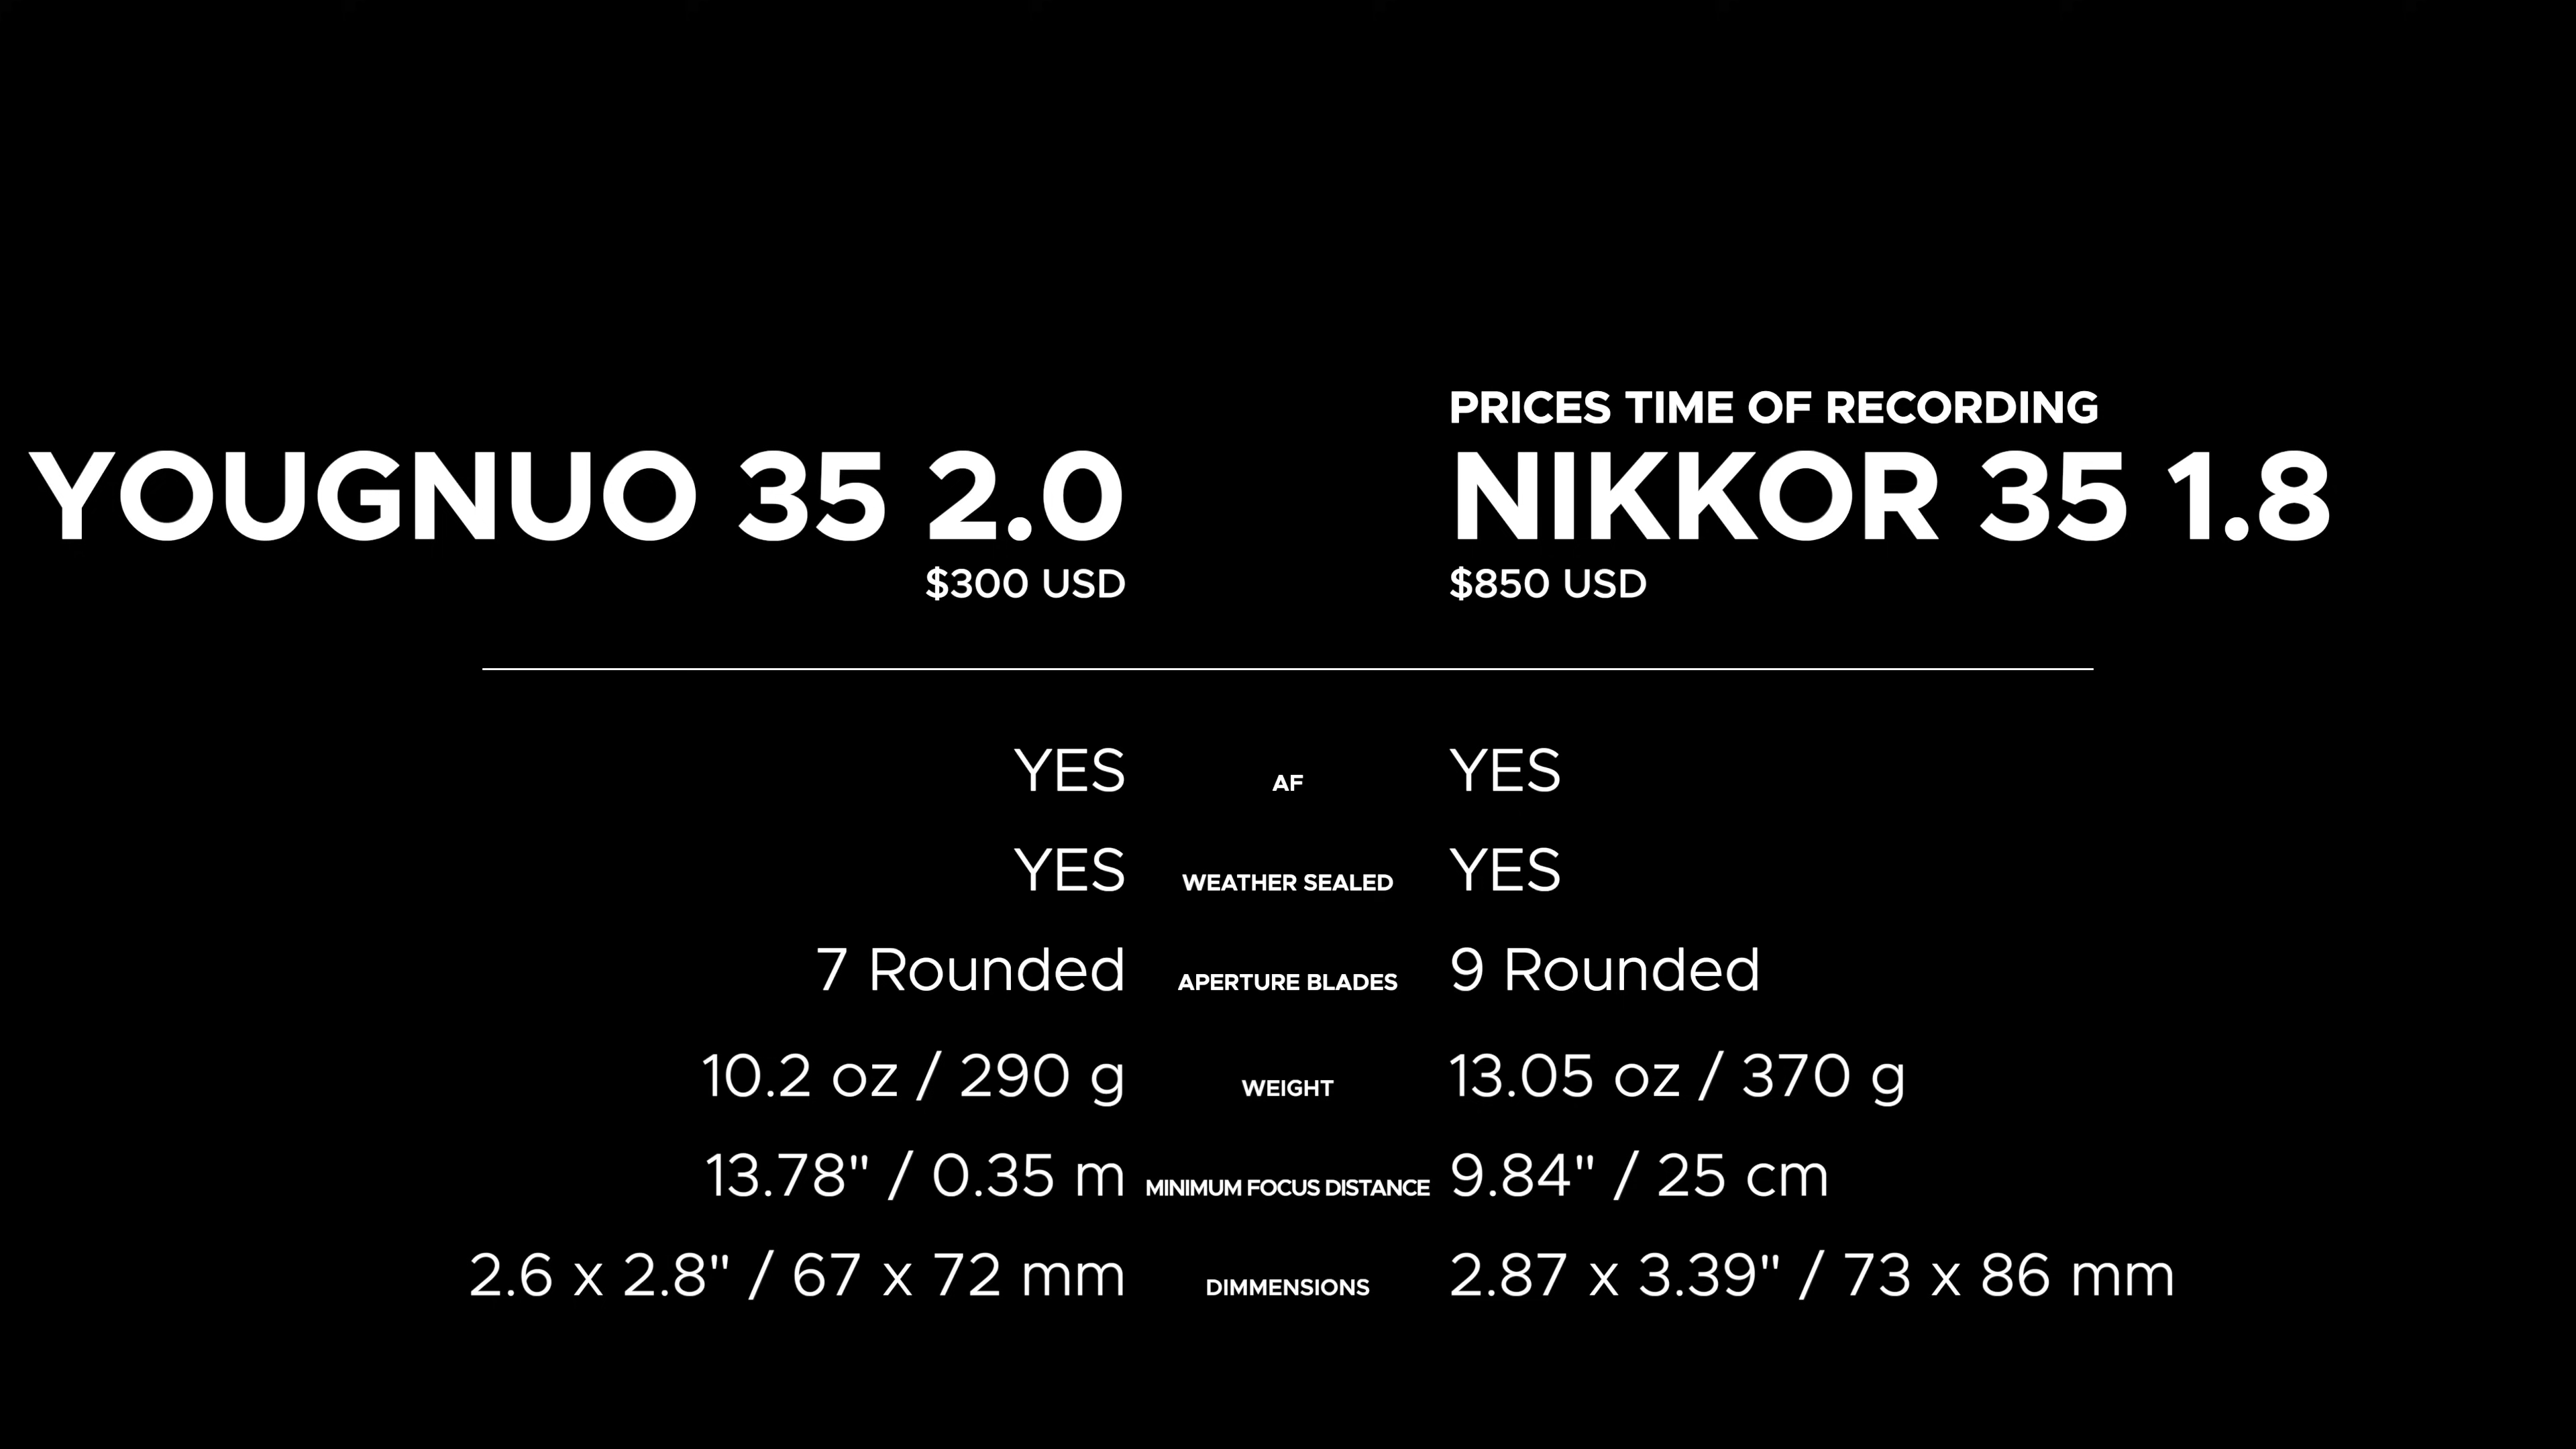 PRICES TIME OF RECORDING
YOUGNUO 35 2.0 NIKKOR 35 1.8
$300 USD $850 USD
YES AF YES
YES WEATHER SEALED YES
7 Rounded APERTURE BLADES 9 Rounded
10.2 oz / 290 g WEIGHT 13.05 oz / 370 g
13.78" / 0.35 m MINIMUM FOCUS DISTANCE 9.84" / 25 cm
2.6 x 2.8" / 67 x 72 mm DIMMENSIONS 2.87 x 3.39" / 73 x 86 mm